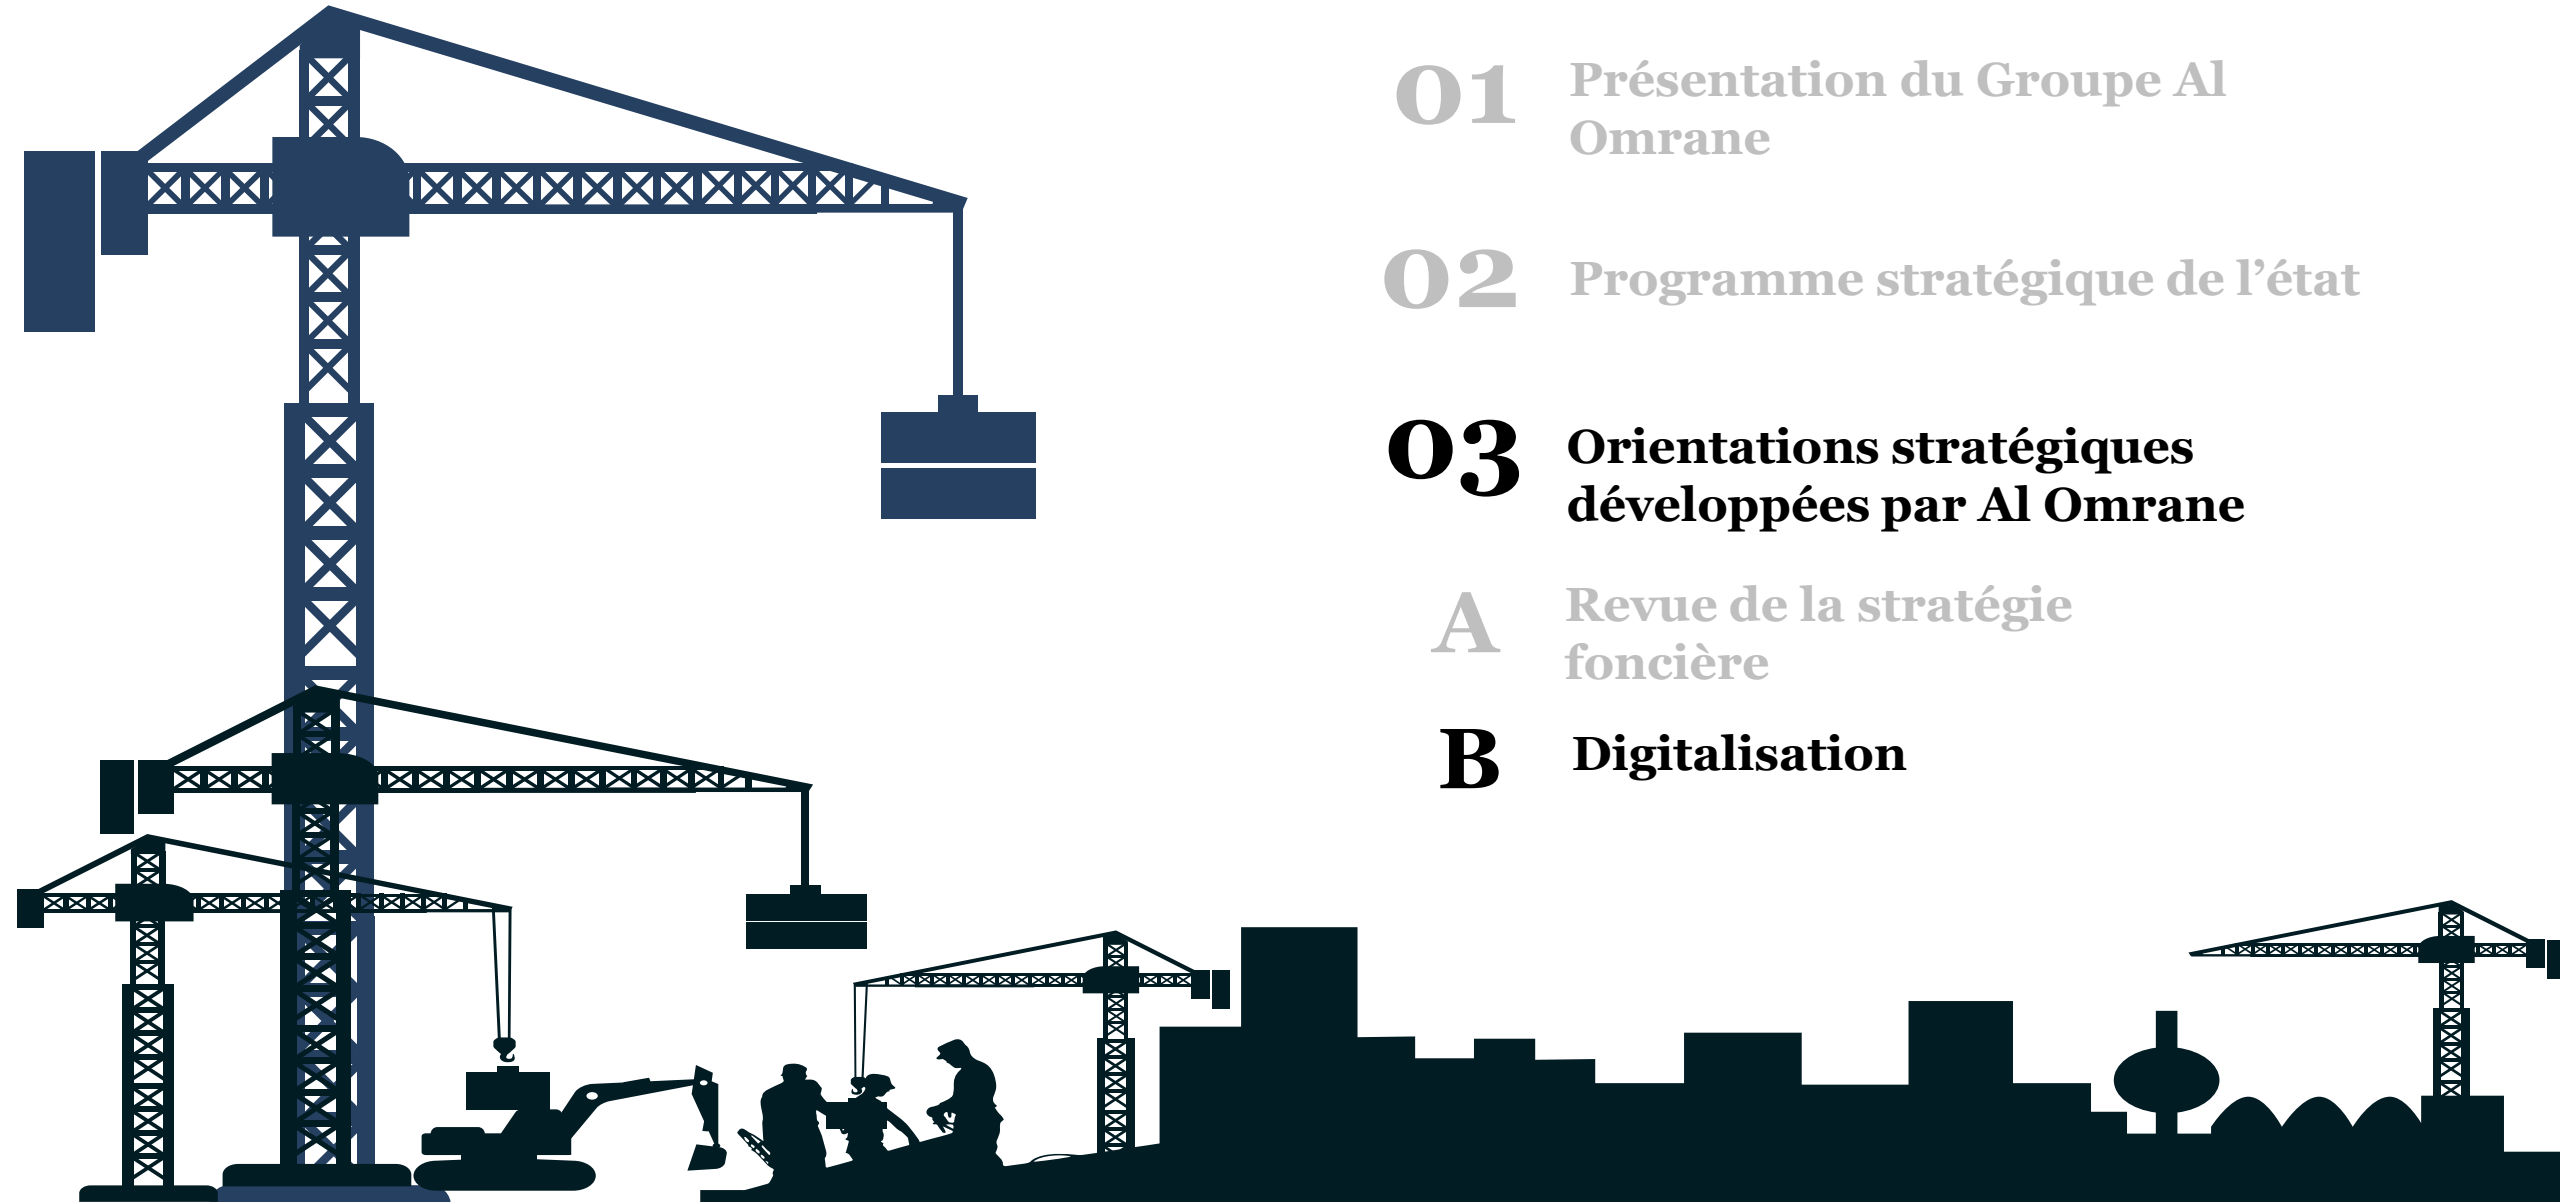 01 Présentation du Groupe Al
Omrane
02 Programme stratégique de l’état
03 Orientations stratégiques
développées par Al Omrane
A Revue de la stratégie
foncière
B Digitalisation